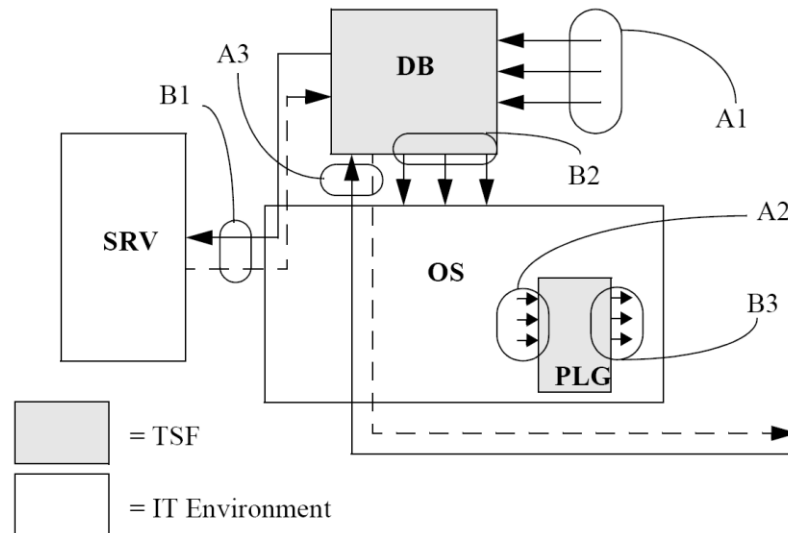 A3
DB
A1
B1
B2
SRV
OS
A2
B3
PLG
= TSF
= IT Environment